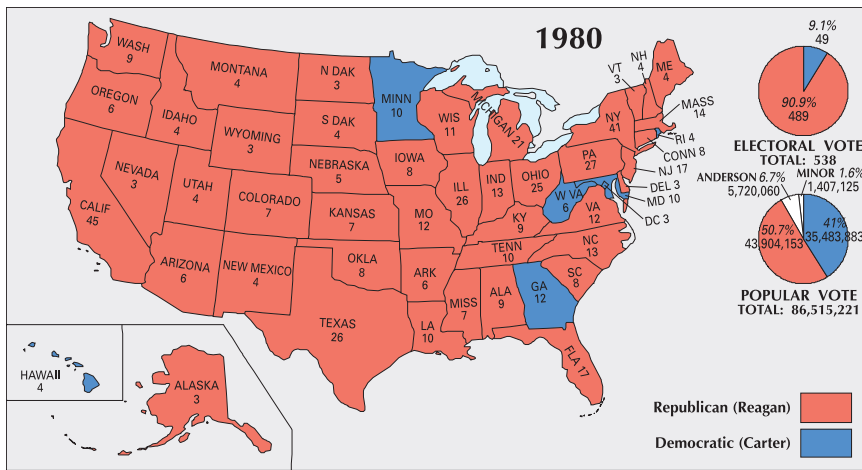 1980
WASH
9
OREGON
6
CALIF
45
NEVADA
3
IDAHO
4
MONTANA
4
WYOMING
3
UTAH
4
COLORADO
7
ARIZONA
6
NEW MEXICO
4
N DAK
3
S DAK
4
NEBRASKA
5
KANSAS
7
OKLA
8
TEXAS
26
MINN
10
IOWA
8
MO
12
ARK
6
LA
10
WIS
11
ILL
26
MICHIGAN 21
IND
13
OHIO
25
KY
9
TENN
10
MISS
7
ALA
9
GA
12
FLA 17
SC
8
NC
13
VA
12
W VA
6
PA
27
NY
41
VT
3
NH
4
ME
4
MASS
14
RI 4
CONN 8
NJ 17
DEL 3
MD 10
DC 3
HAWAII
4
ALASKA
3
9.1%
49
90.9%
489
ELECTORAL VOTE
TOTAL: 538
ANDERSON 6.7%
5,720,060
MINOR 1.6%
1,407,125
50.7%
43,904,153
41%
35,483,883
POPULAR VOTE
TOTAL: 86,515,221
Republican (Reagan)
Democratic (Carter)